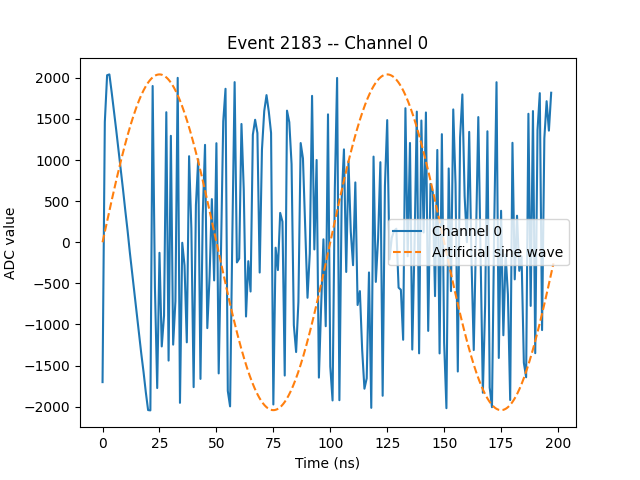 Event 2183 -- Channel 0
ADC value
2000
1500
1000
500
0
−500
−1000
−1500
−2000
Channel 0
Artificial sine wave
0 25 50 75 100 125 150 175 200
Time (ns)